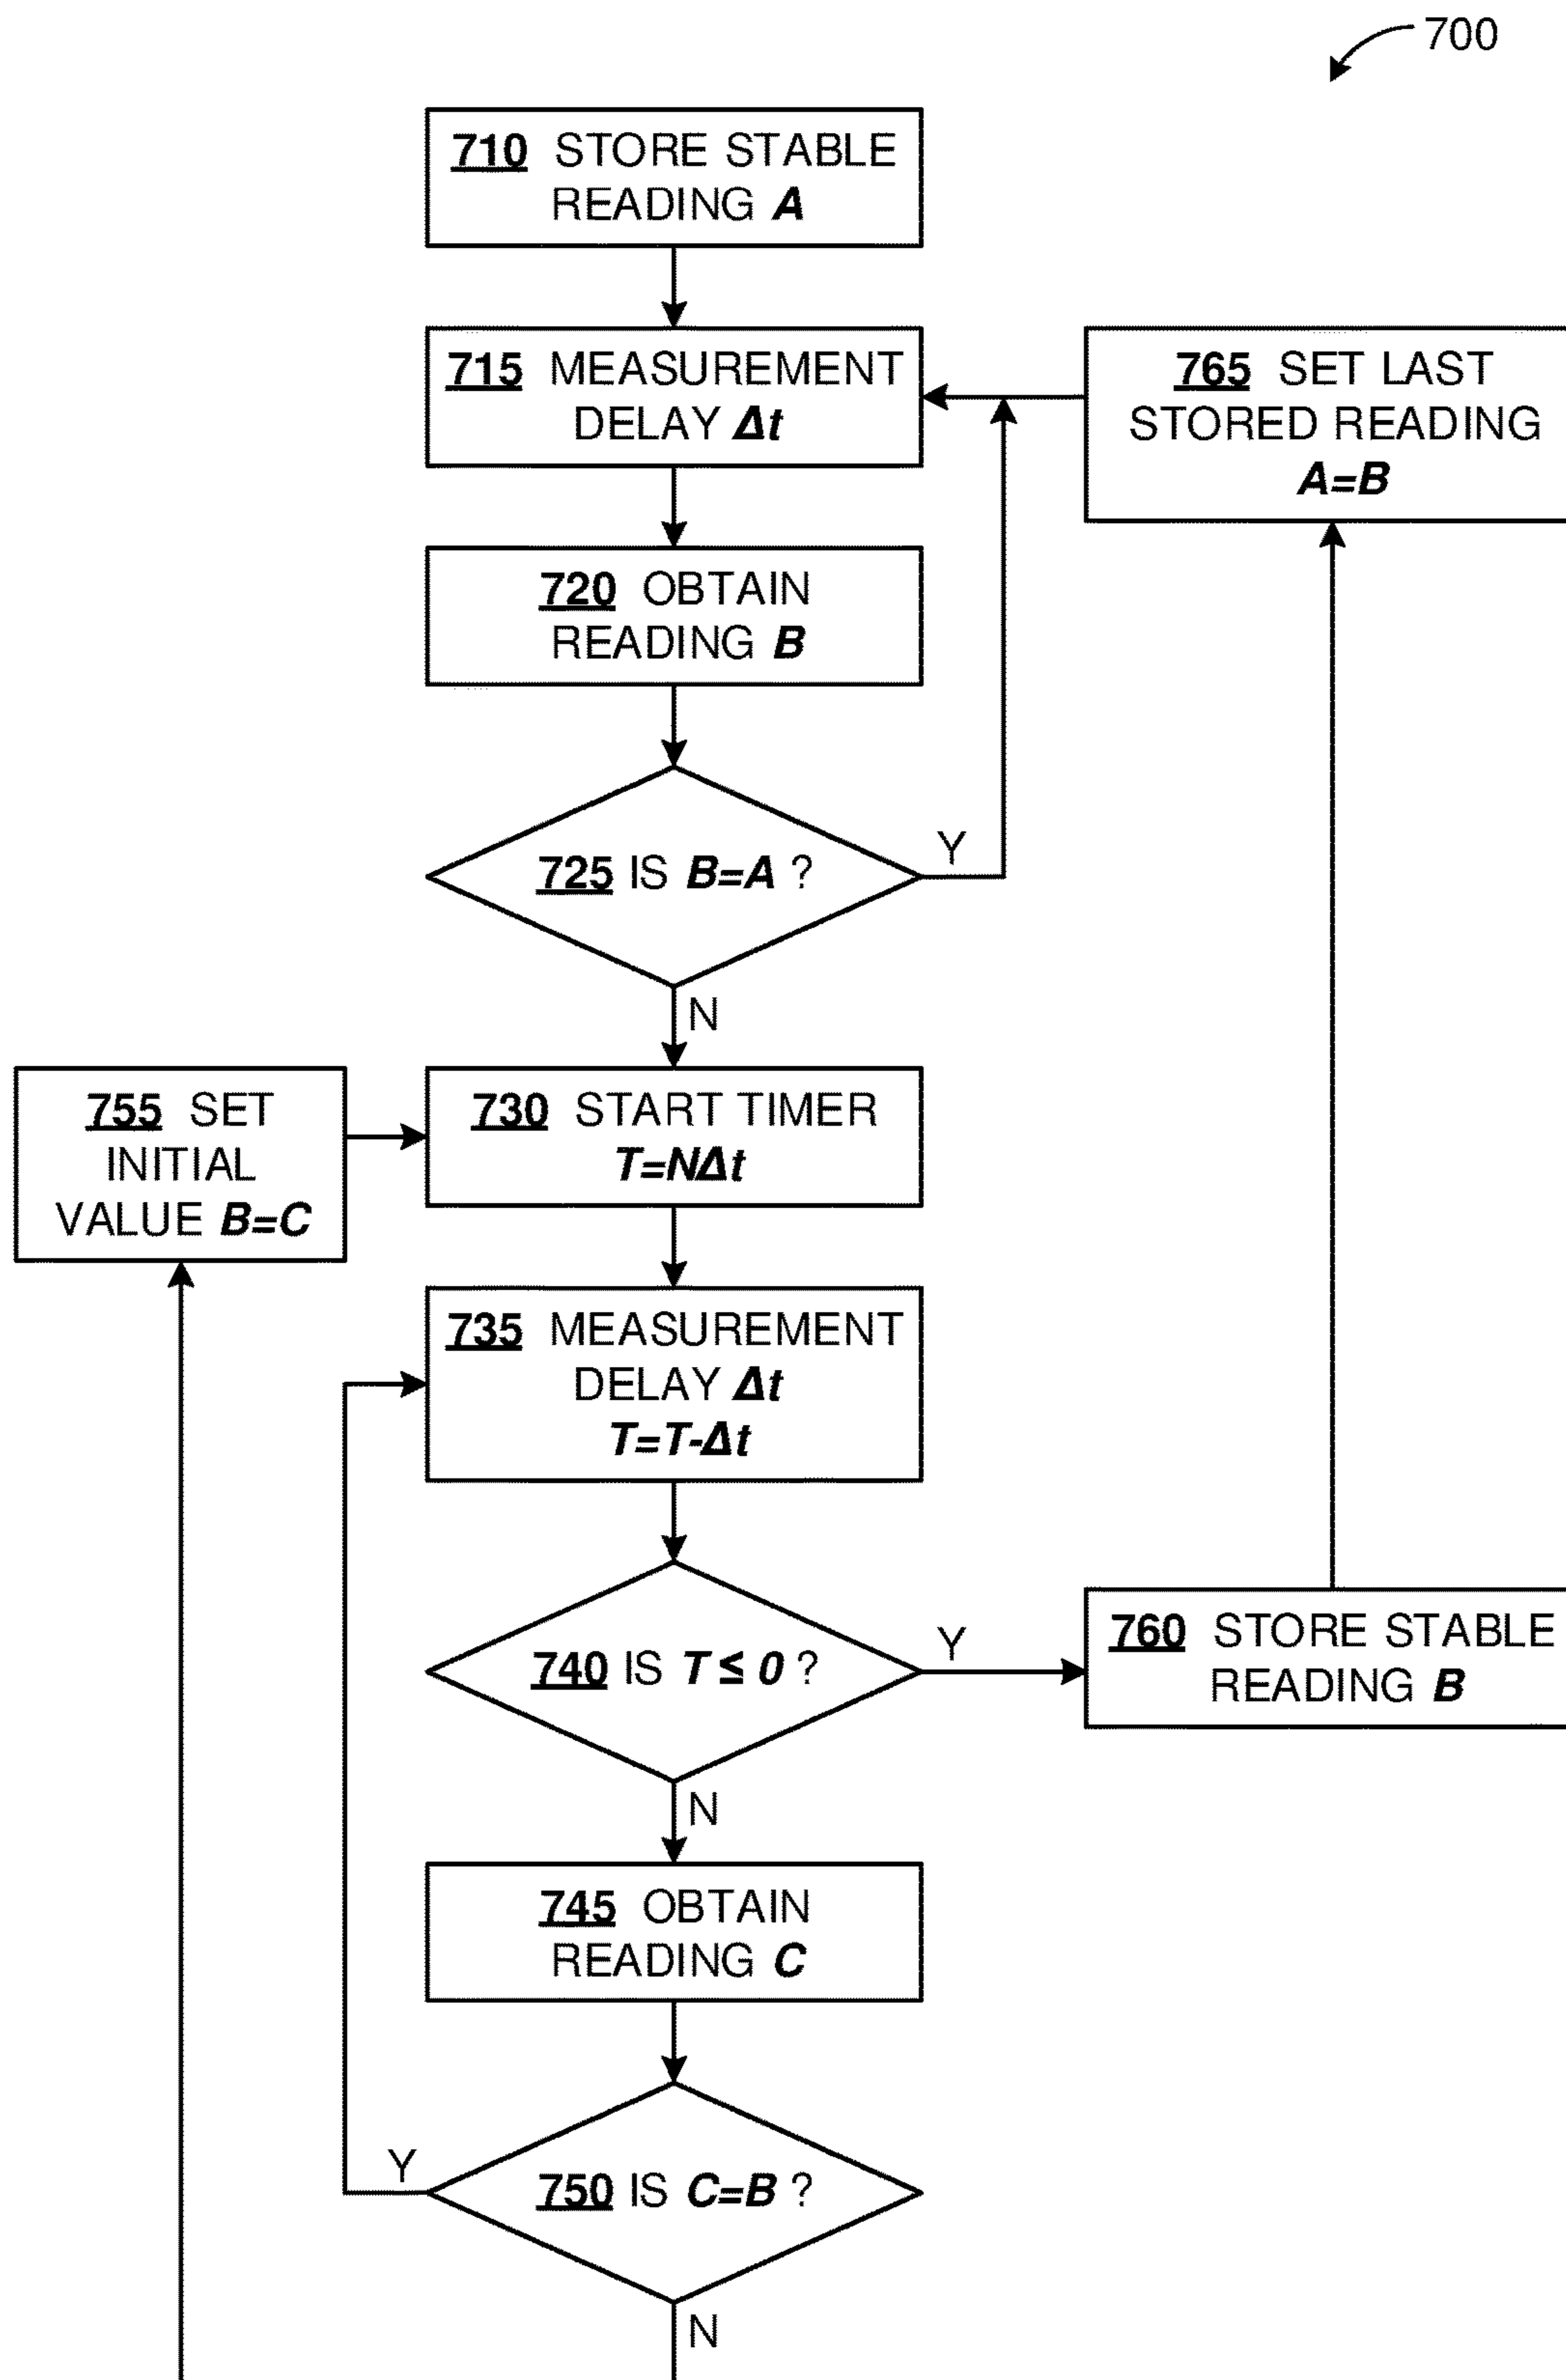 700
710 STORE STABLE
READING A
715 MEASUREMENT
DELAY Δt
765 SET LAST
STORED READING
A=B
720 OBTAIN
READING B
725 IS B=A ?
Y
N
755 SET
INITIAL
VALUE B=C
730 START TIMER
T=NΔt
735 MEASUREMENT
DELAY Δt
T=T-Δt
740 IS T ≤ 0 ?
Y
760 STORE STABLE
READING B
N
745 OBTAIN
READING C
750 IS C=B ?
Y
N